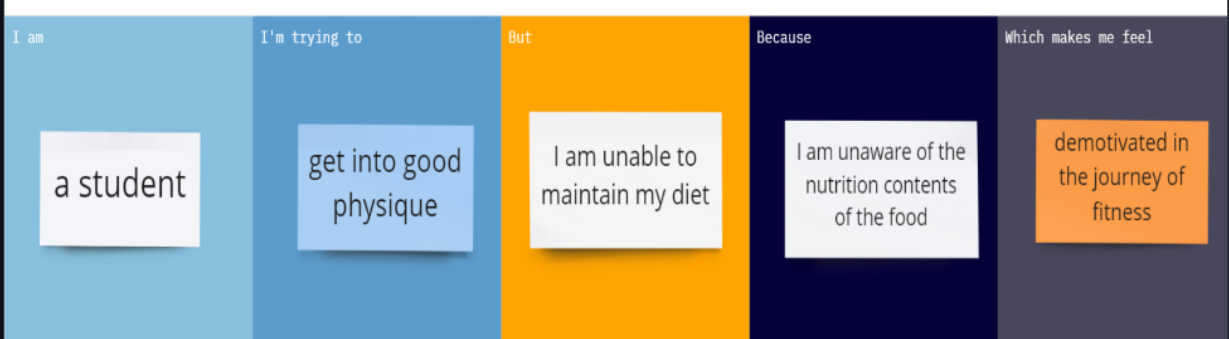 I am
a student
I'm trying to
get into good
physique
But
I am unable to
maintain my diet
Because
I am unaware of the
nutrition contents
of the food
Which makes me feel
demotivated in
the journey of
fitness